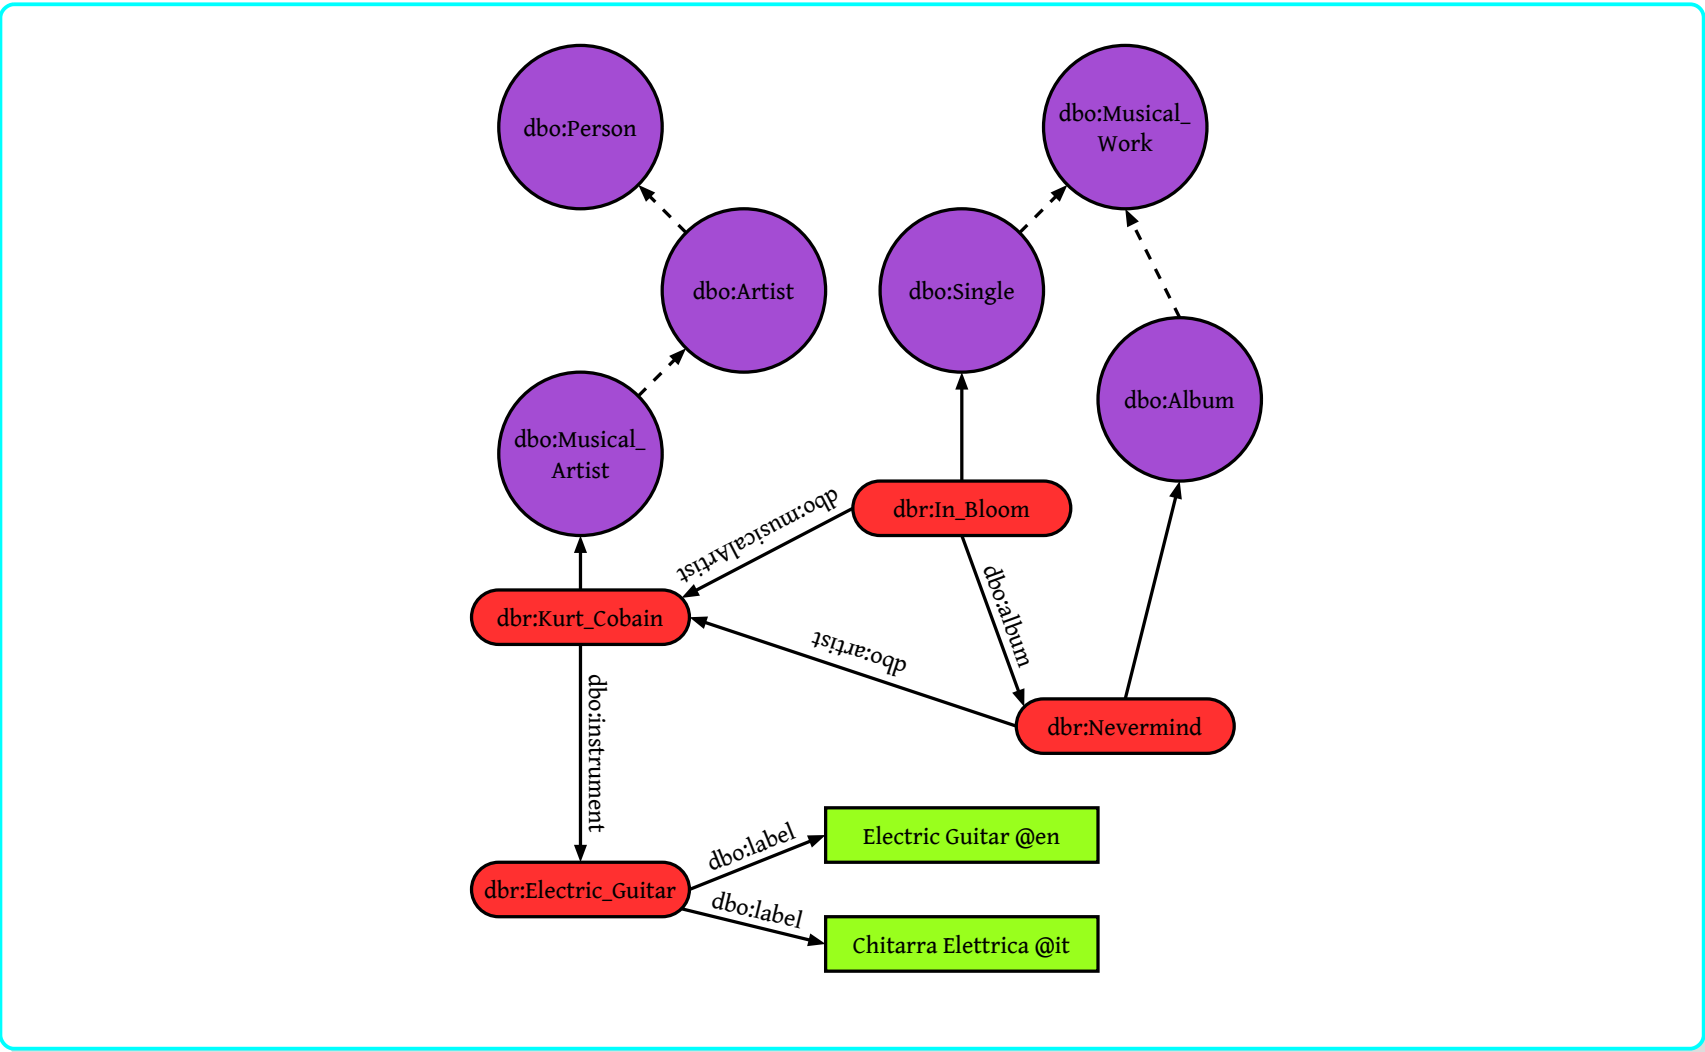 dbo:Person
dbo:Musical_
Work
dbo:Artist
dbo:Single
dbo:Album
dbo:Musical_
Artist
dbr:In_Bloom
dbo:musicalArtist
dbo:album
dbr:Kurt_Cobain
dbo:artist
dbo:instrument
dbr:Nevermind
dbo:label
Electric Guitar @en
dbr:Electric_Guitar
dbo:label
Chitarra Elettrica @it